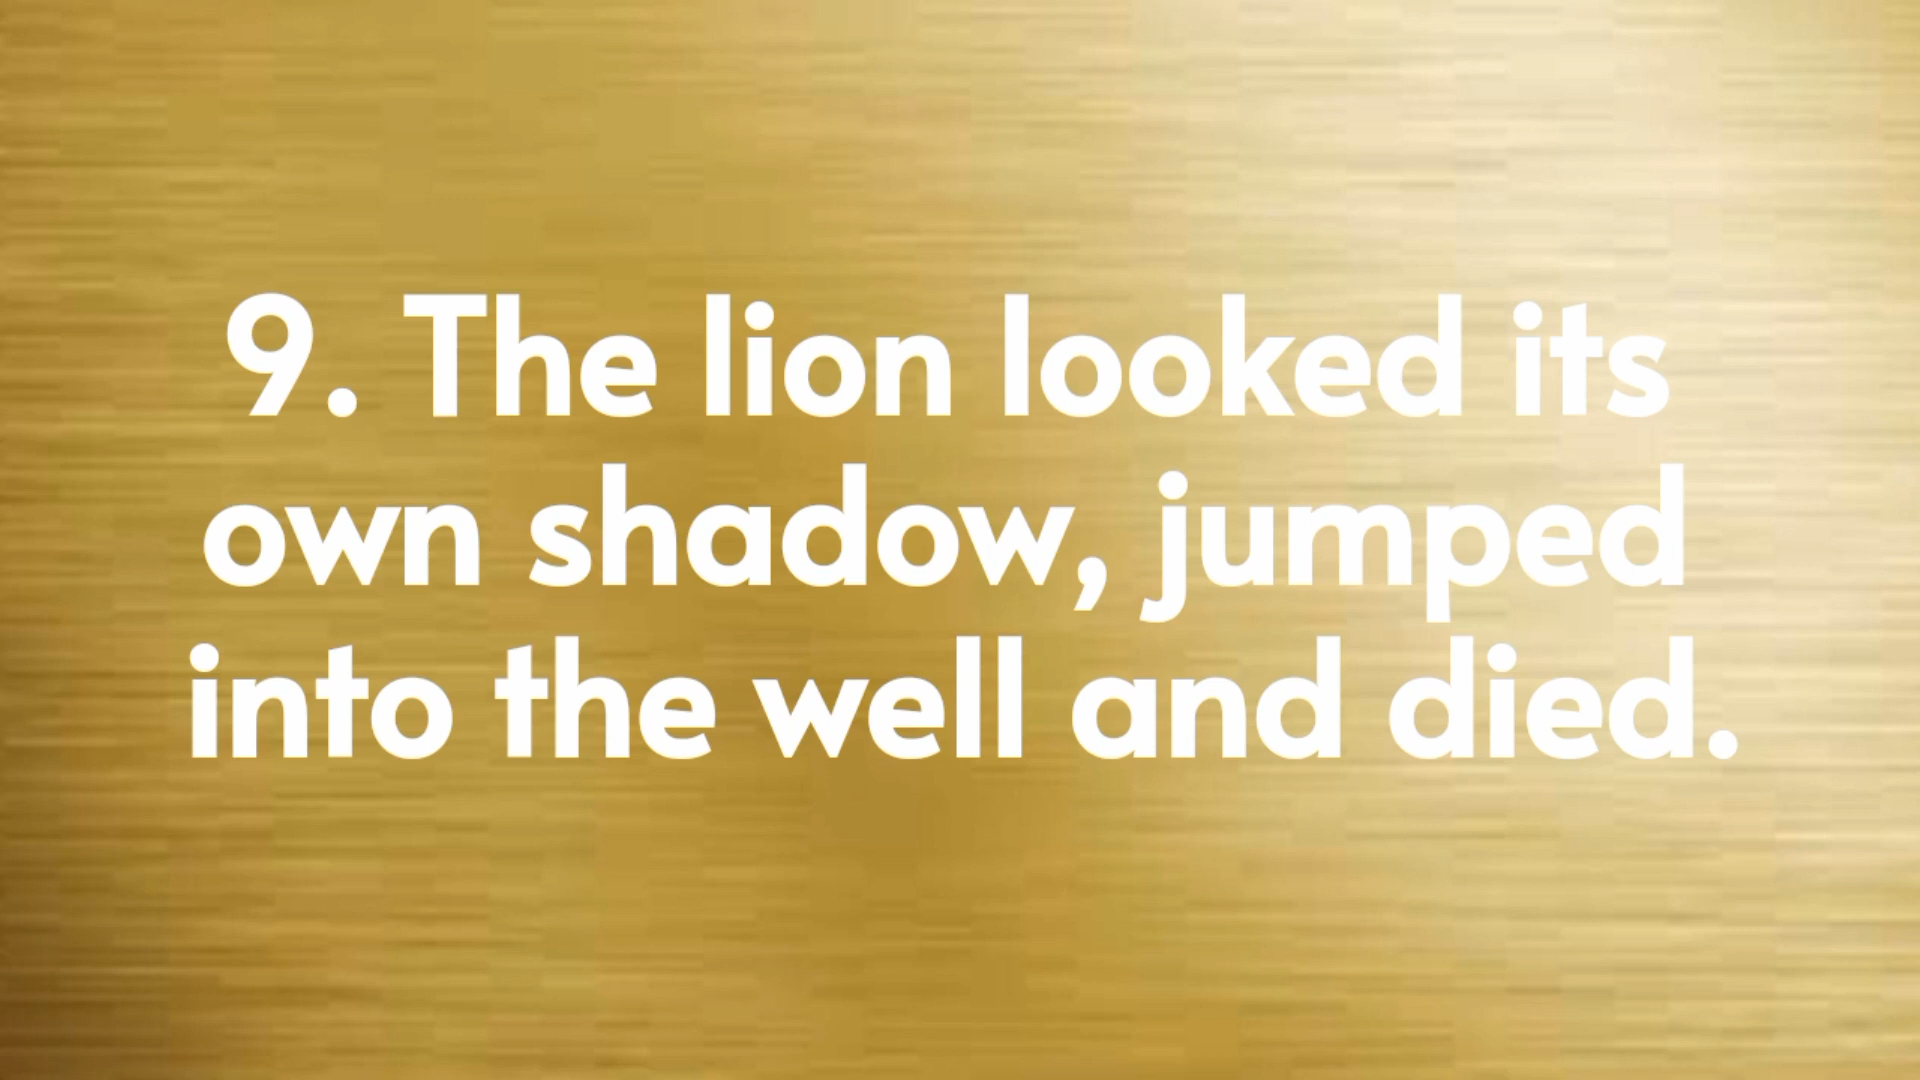 9. The lion looked its
own shadow, jumped
into the well and died.